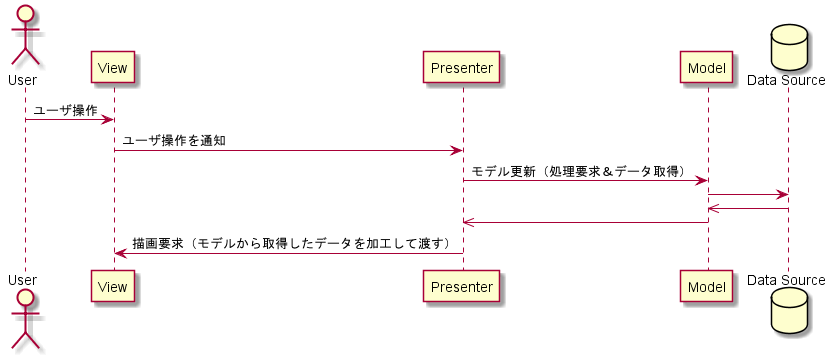 User
View
Presenter
Model
Data Source
ユーザ操作
ユーザ操作を通知
モデル更新（処理要求＆データ取得）
描画要求（モデルから取得したデータを加工して渡す）
User
View
Presenter
Model
Data Source